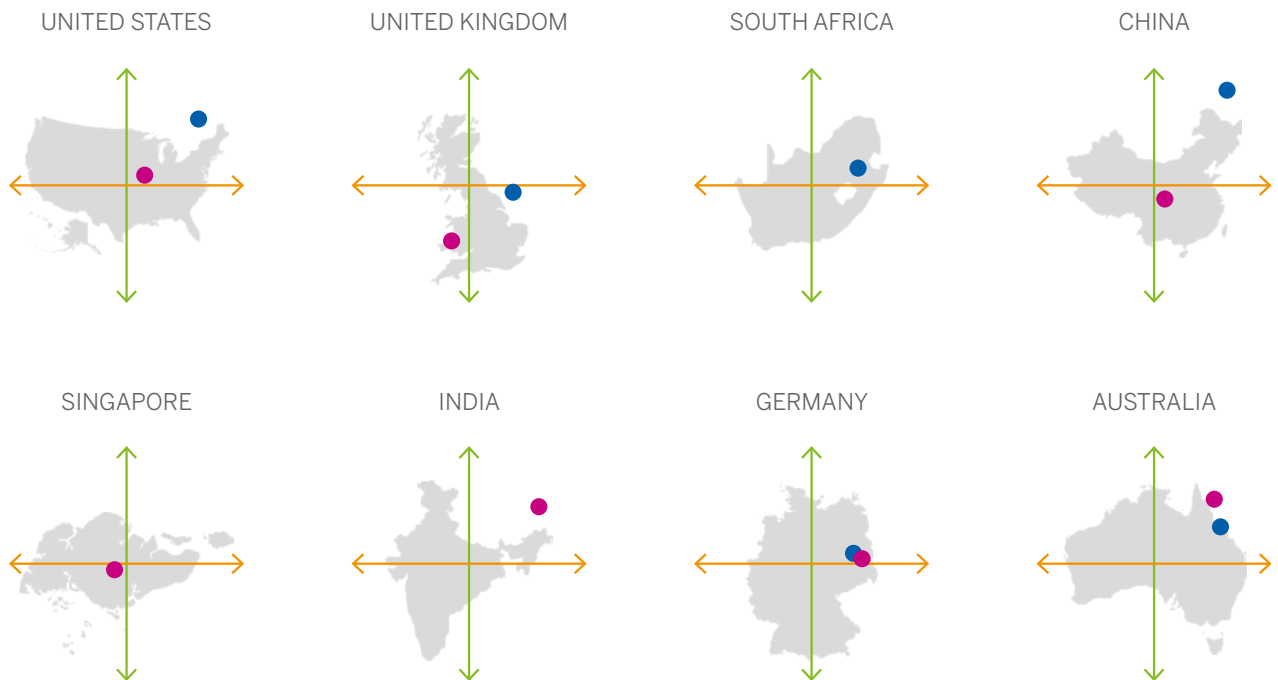 UNITED STATES
UNITED KINGDOM
SOUTH AFRICA
CHINA
SINGAPORE
INDIA
GERMANY
AUSTRALIA